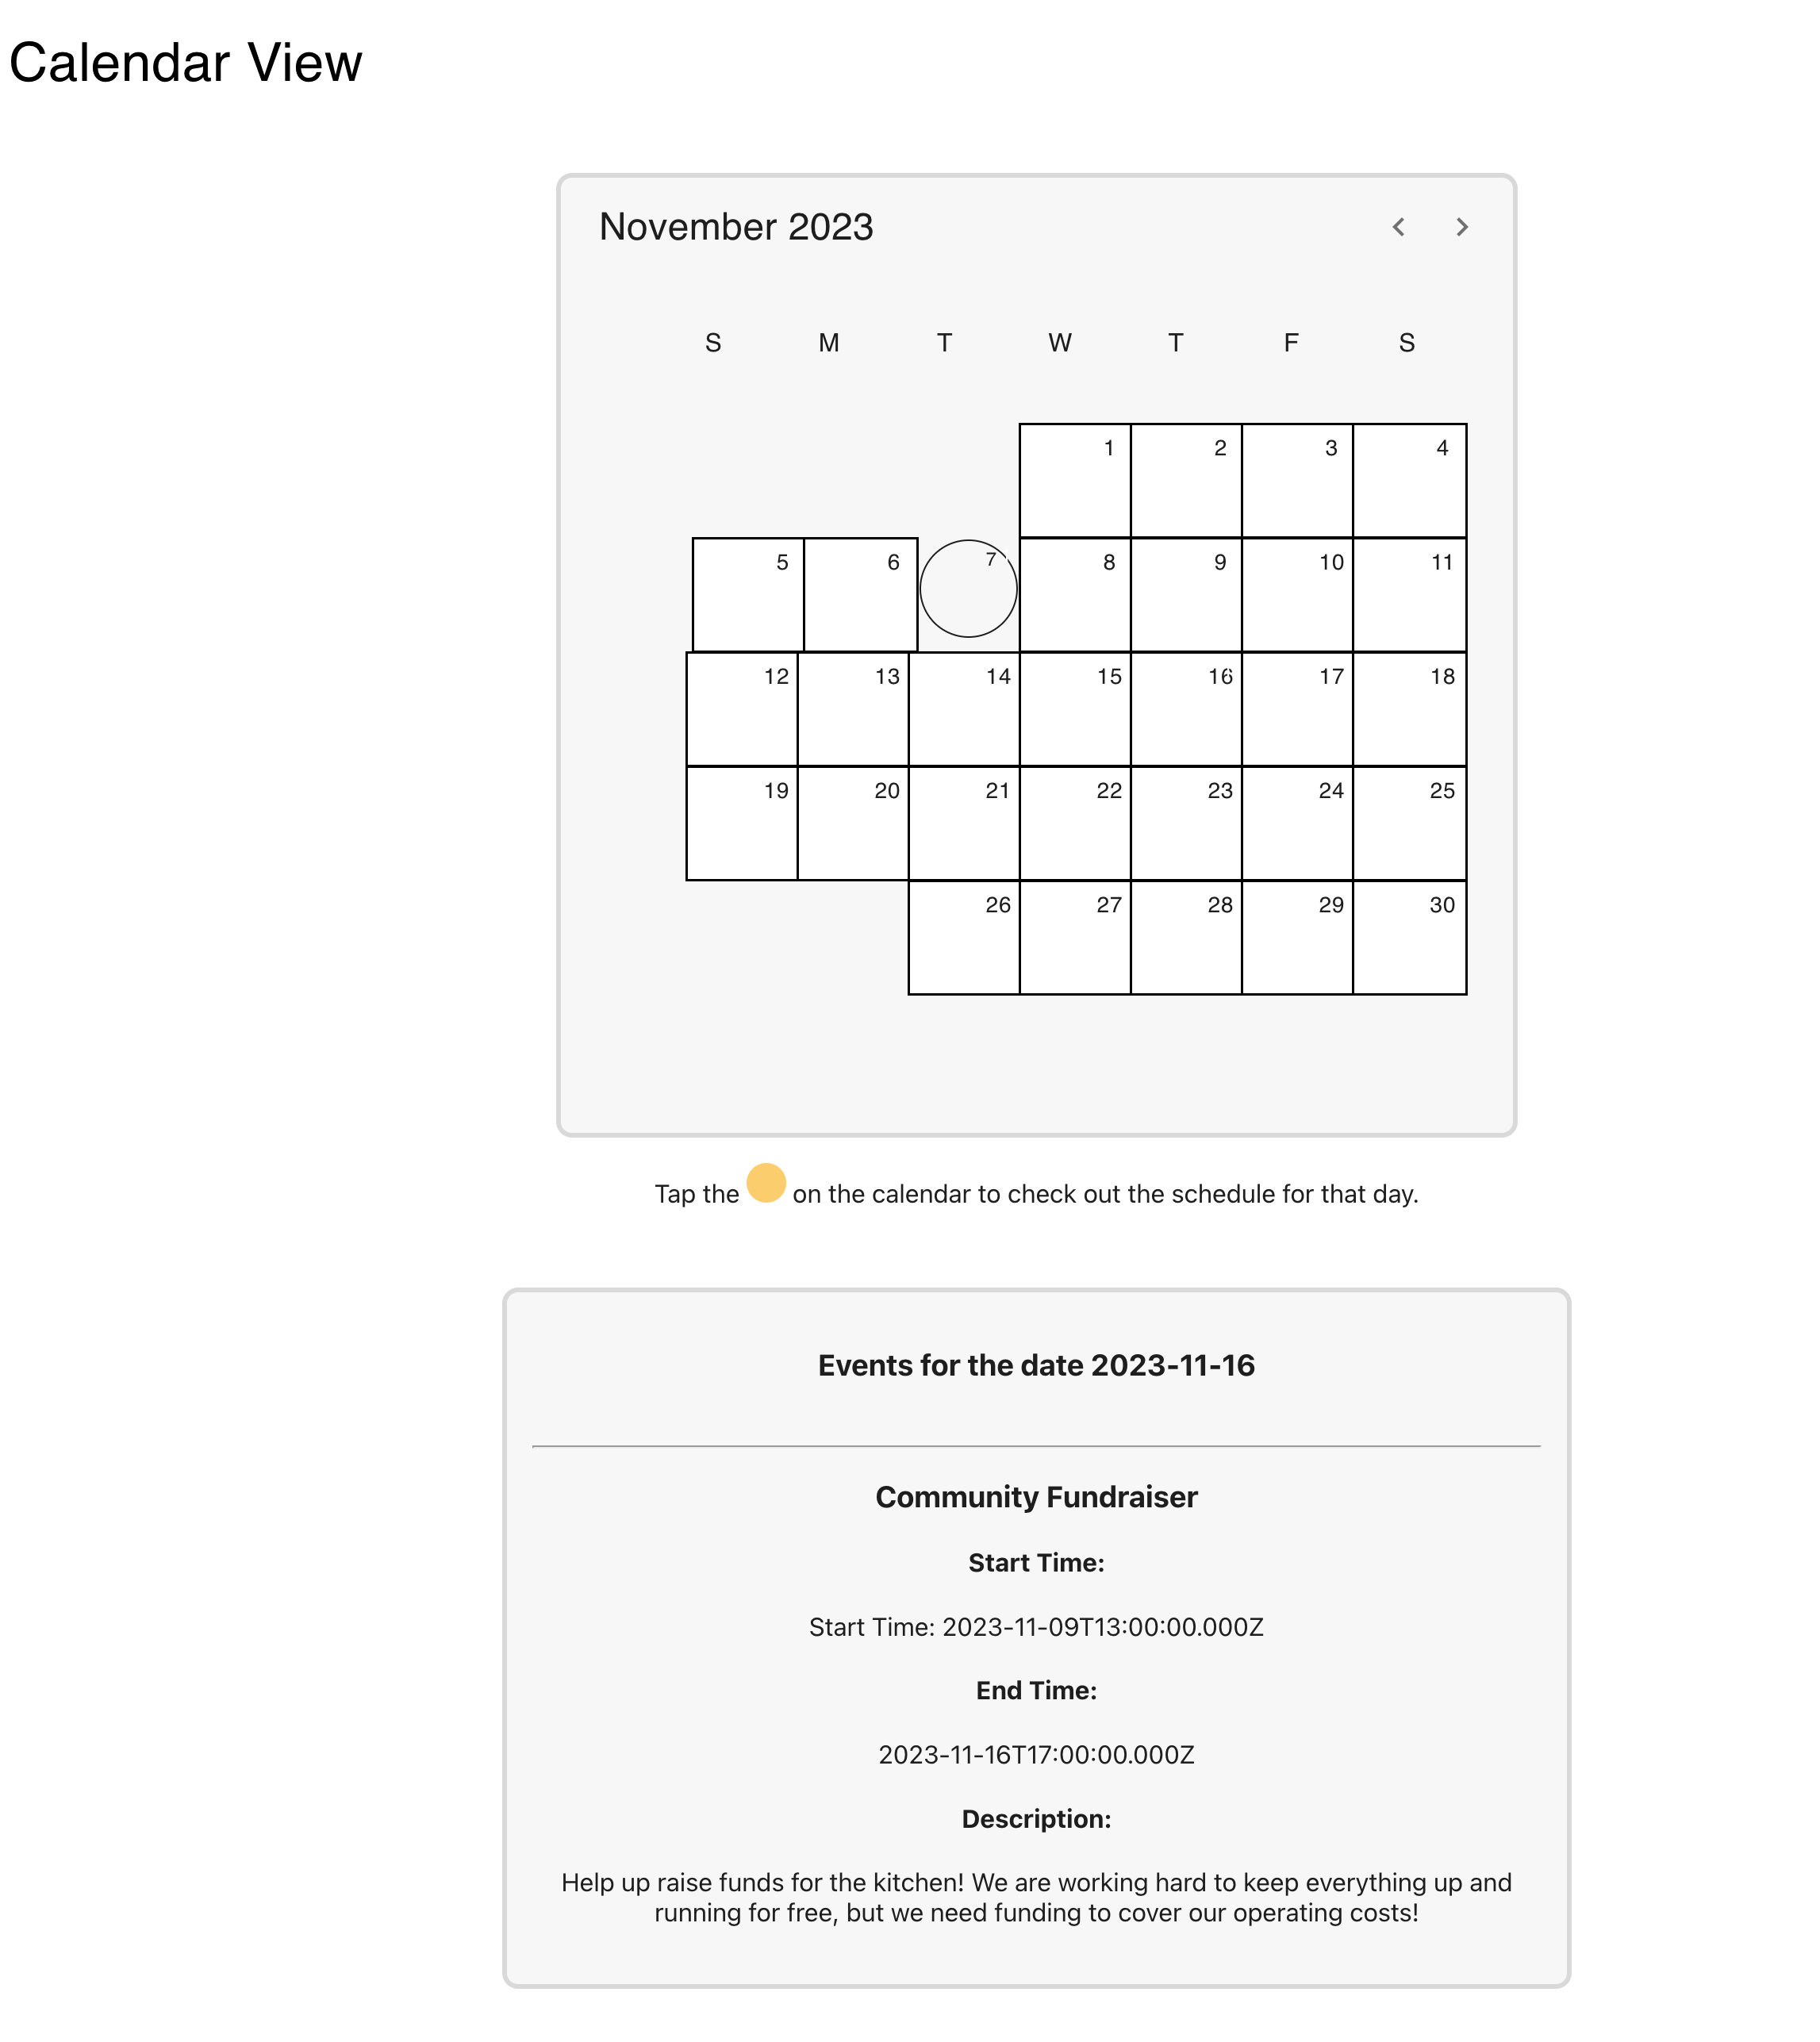 Calendar View
November 2023
S M T W T F S
1 2 3 4
5 6 7 8 9 10 11
12 13 14 15 16 17 18
19 20 21 22 23 24 25
26 27 28 29 30
Tap the on the calendar to check out the schedule for that day.
Events for the date 2023-11-16
Community Fundraiser
Start Time:
Start Time: 2023-11-09T13:00:00.000Z
End Time:
2023-11-16T17:00:00.000Z
Description:
Help up raise funds for the kitchen! We are working hard to keep everything up and
running for free, but we need funding to cover our operating costs!